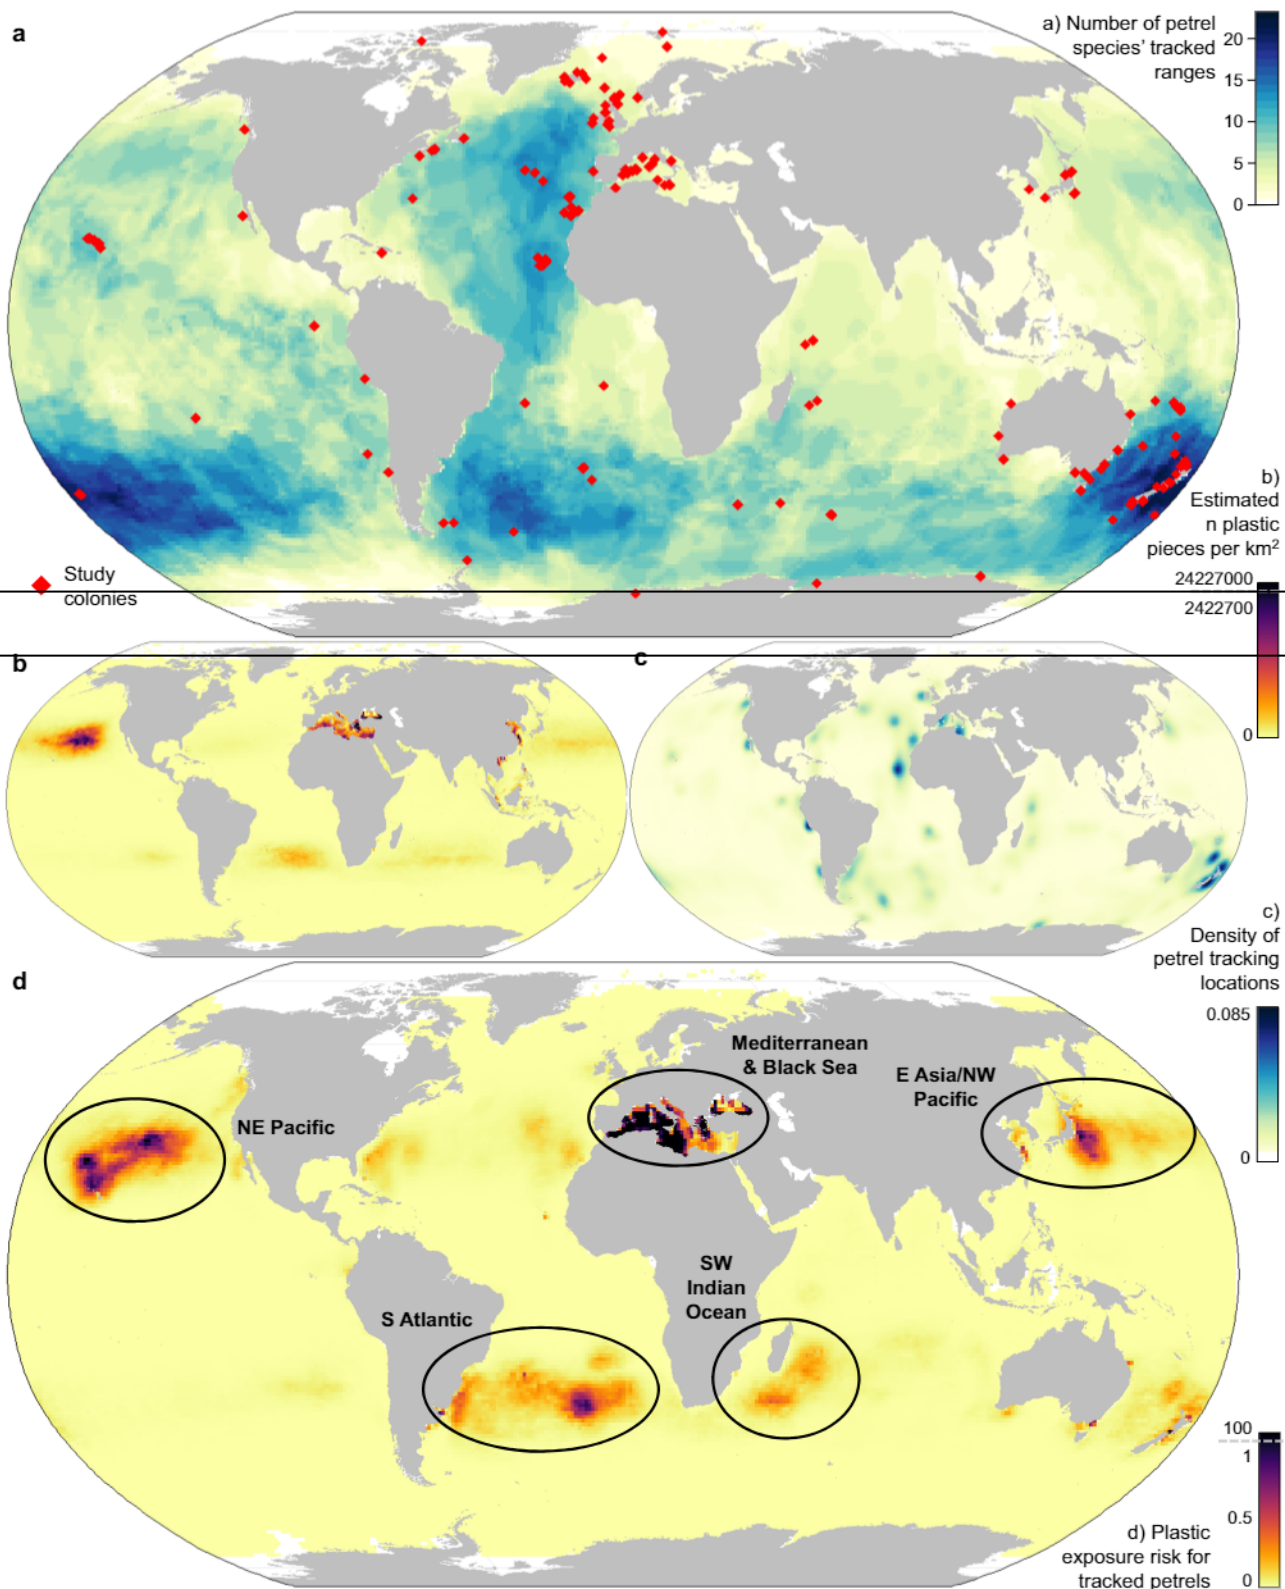 a
a) Number of petrel
species' tracked
ranges
20
15
10
5
0
Study
colonies
b)
Estimated
n plastic
pieces per km²
24227000
2422700
0
b
c
c)
Density of
petrel tracking
locations
0.085
0
d
Mediterranean
& Black Sea
E Asia/NW
Pacific
NE Pacific
SW
Indian
Ocean
S Atlantic
100
1
0.5
0
d) Plastic
exposure risk for
tracked petrels